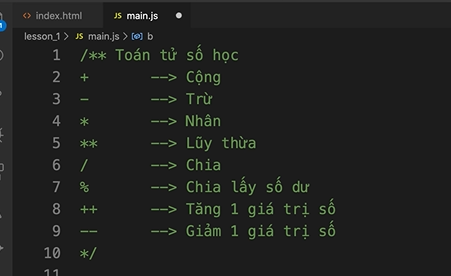 index.html JS main.js
lesson_1 > JS main.js > b
1 /** Toán tử số học
2 + --> Cộng
3 - --> Trừ
4 * --> Nhân
5 ** --> Lũy thừa
6 / --> Chia
7 % --> Chia lấy số dư
8 ++ --> Tăng 1 giá trị số
9 -- --> Giảm 1 giá trị số
10 */
11